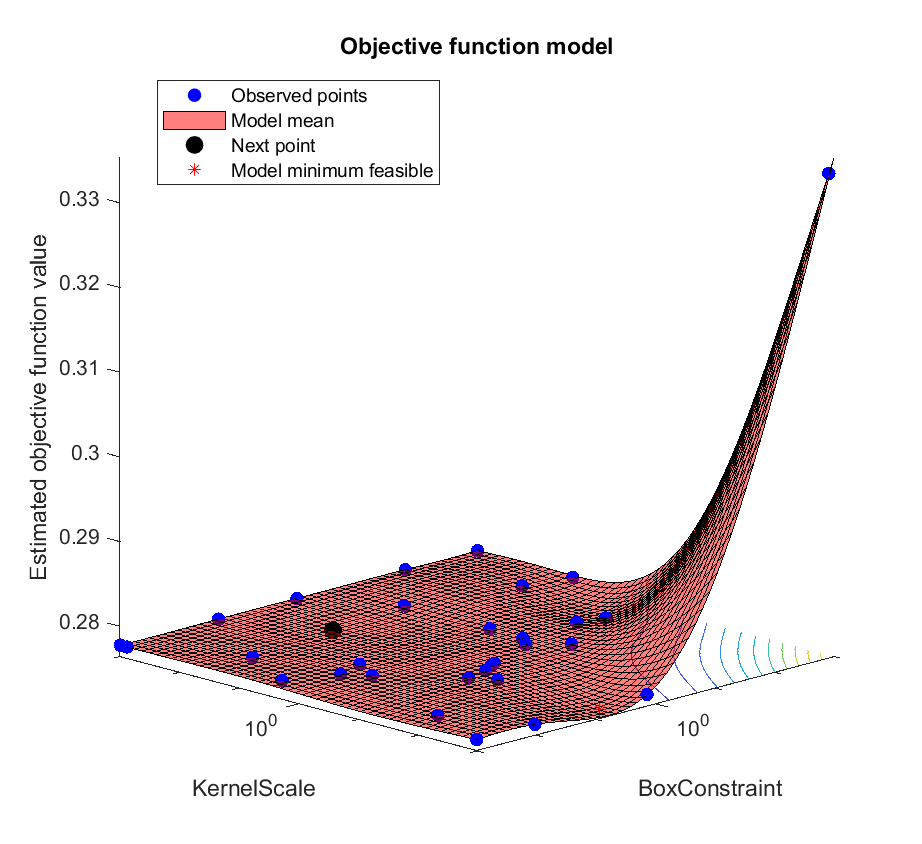 Objective function model
Observed points
Model mean
Next point
Model minimum feasible
Estimated objective function value
0.33
0.32
0.31
0.3
0.29
0.28
10^0
10^0
KernelScale
BoxConstraint